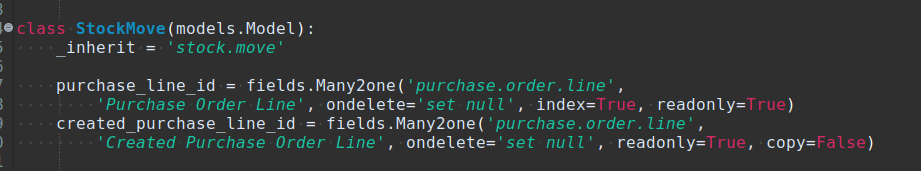 class StockMove(models.Model):
    _inherit = 'stock.move'

    purchase_line_id = fields.Many2one('purchase.order.line',
        'Purchase Order Line', ondelete='set null', index=True, readonly=True)
    created_purchase_line_id = fields.Many2one('purchase.order.line',
        'Created Purchase Order Line', ondelete='set null', readonly=True, copy=False)